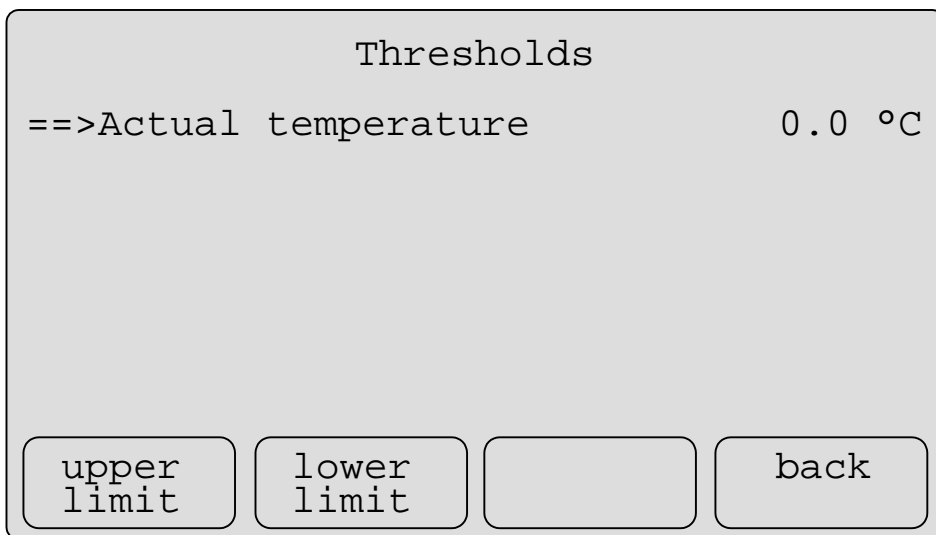 Thresholds
==>Actual temperature 0.0 °C
upper limit
lower limit
back